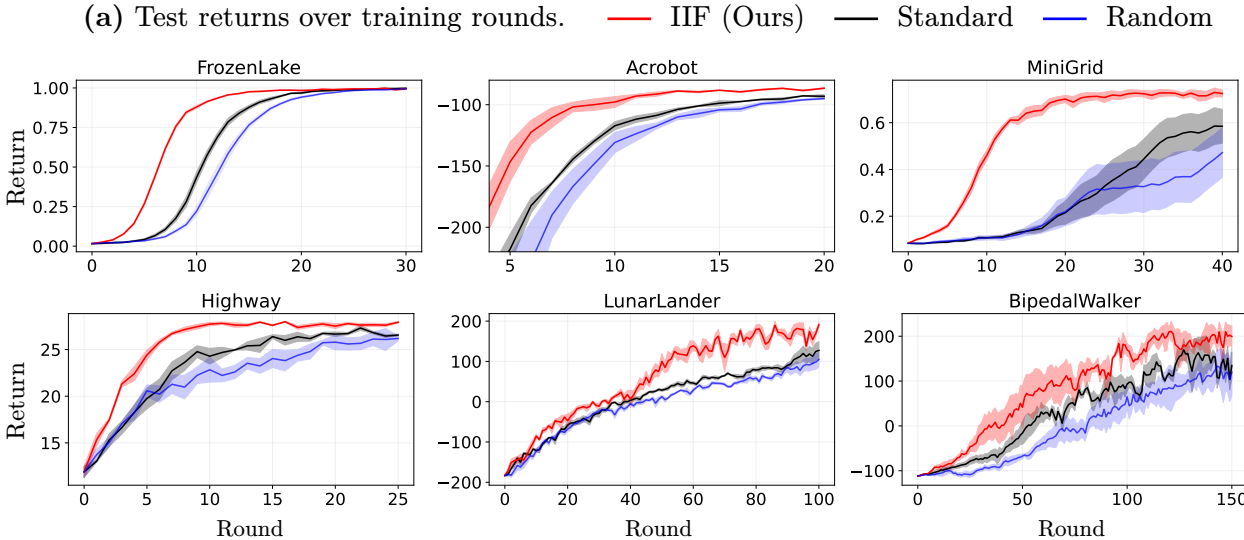 (a) Test returns over training rounds. IIF (Ours) Standard Random
FrozenLake Acrobot MiniGrid
Return
1.00
0.75
0.50
0.25
0.00
0 10 20 30
−100
−150
−200
5 10 15 20
0.6
0.4
0.2
0 10 20 30 40
Highway LunarLander BipedalWalker
Return
25
20
15
0 5 10 15 20 25
200
100
0
−100
−200
0 20 40 60 80 100
200
100
0
−100
0 50 100 150
Round Round Round